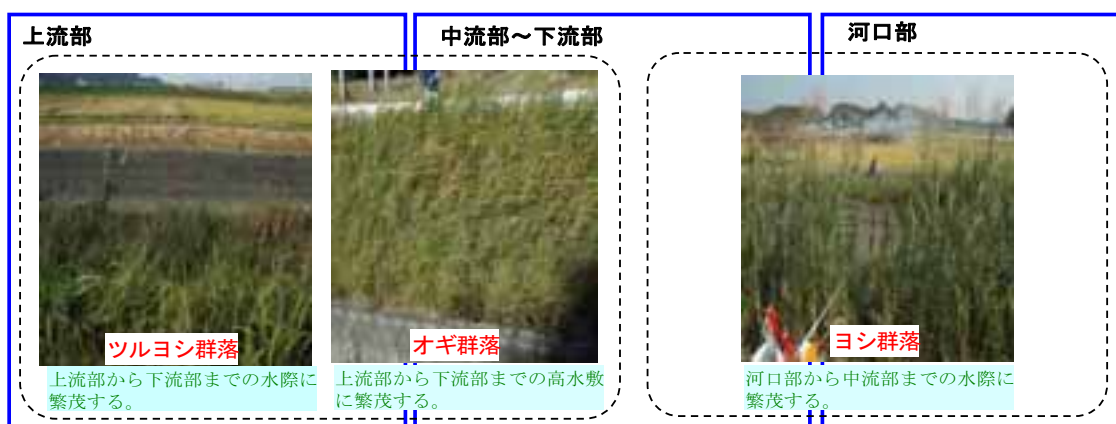 上流部
中流部～下流部
河口部
ツルヨシ群落
上流部から下流部までの水際に
繁茂する。
オギ群落
上流部から下流部までの高水敷
に繁茂する。
ヨシ群落
河口部から中流部までの水際に
繁茂する。